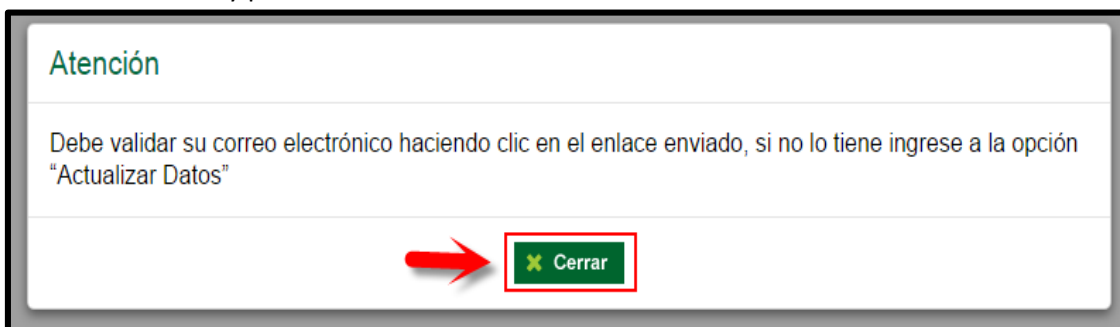 Atención
Debe validar su correo electrónico haciendo clic en el enlace enviado, si no lo tiene ingrese a la opción
“Actualizar Datos”
Cerrar